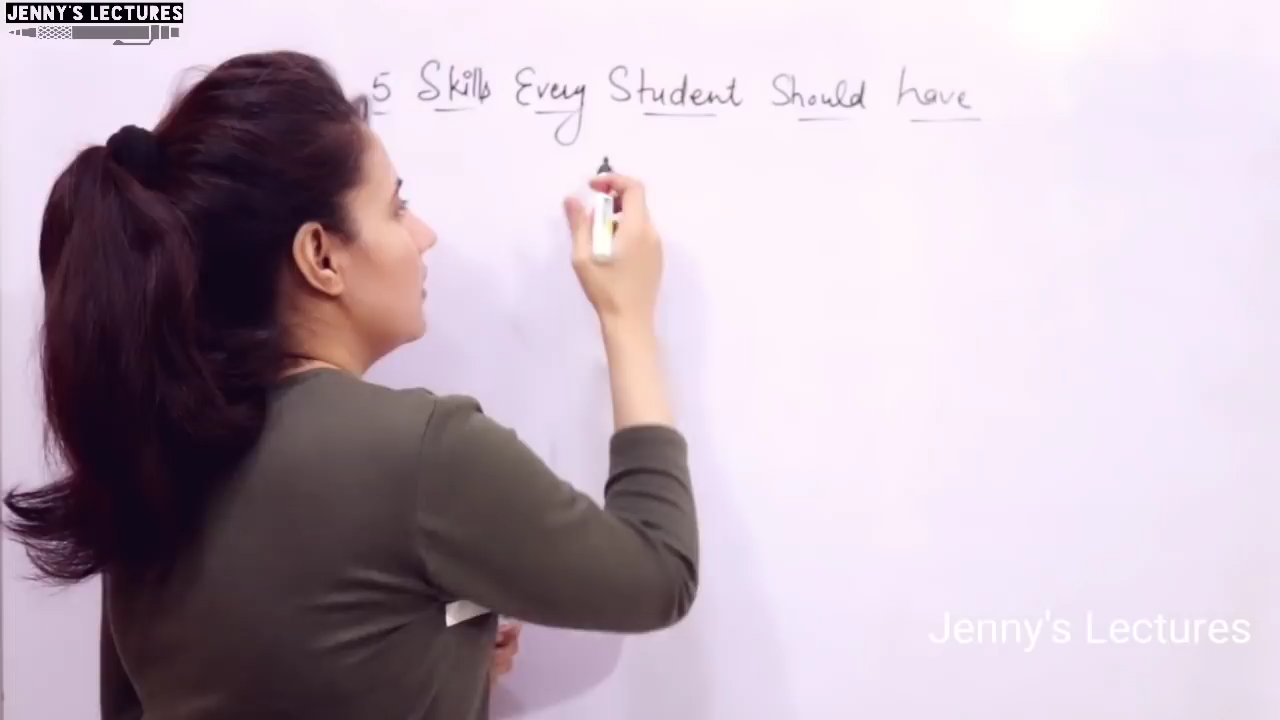 JENNY'S LECTURES
5 Skills Every Student Should have
Jenny's Lectures